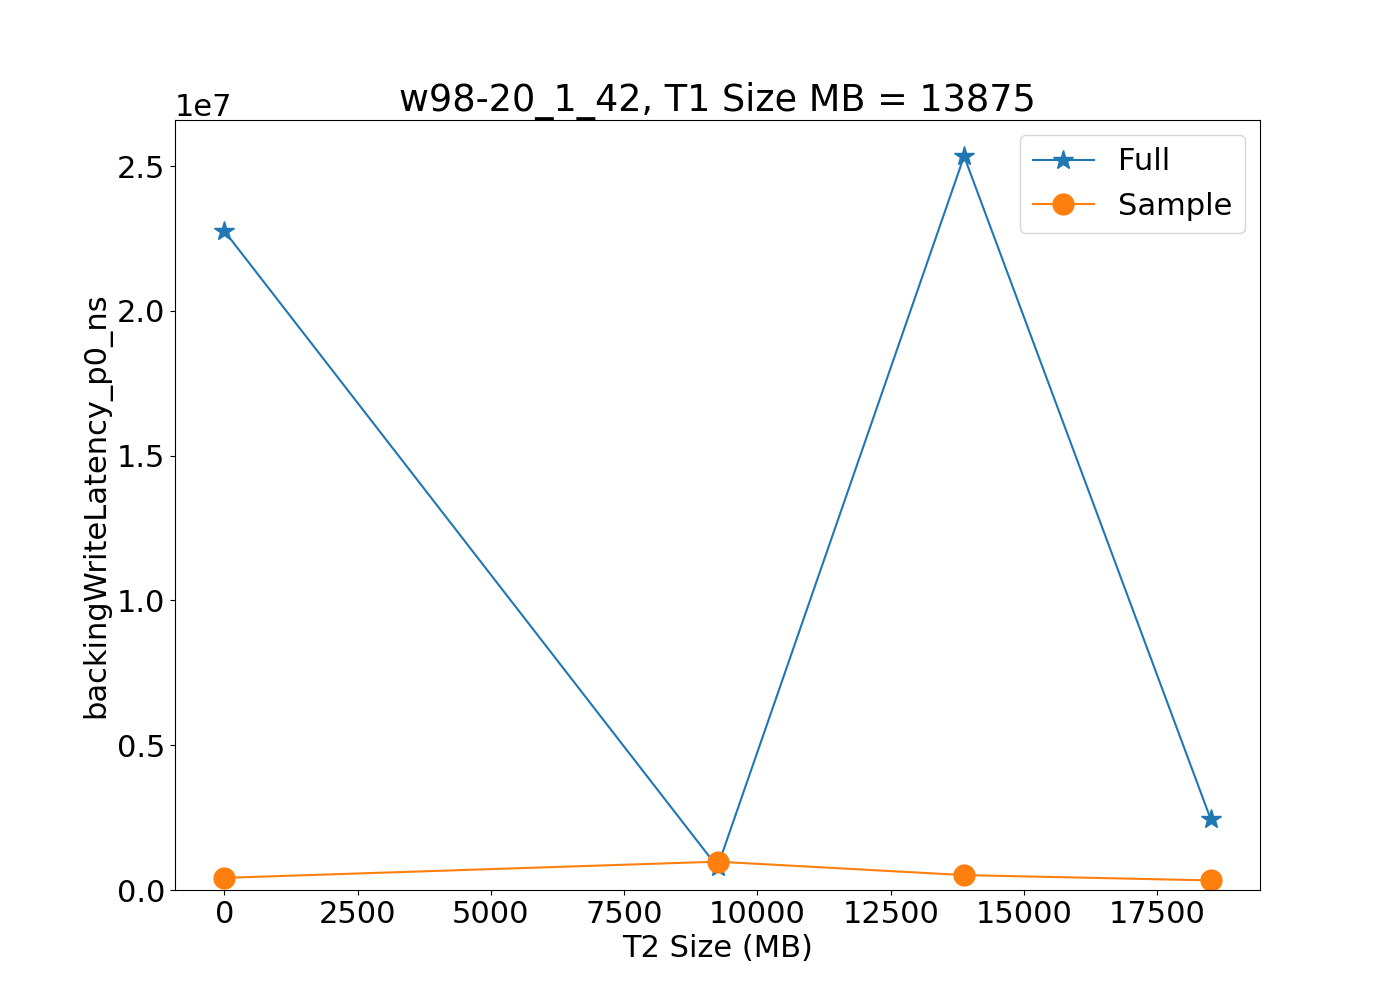 w98-20_1_42, T1 Size MB = 13875
1e7
Full
Sample
2.5
2.0
1.5
1.0
0.5
0.0
backingWriteLatency_p0_ns
0 2500 5000 7500 10000 12500 15000 17500
T2 Size (MB)